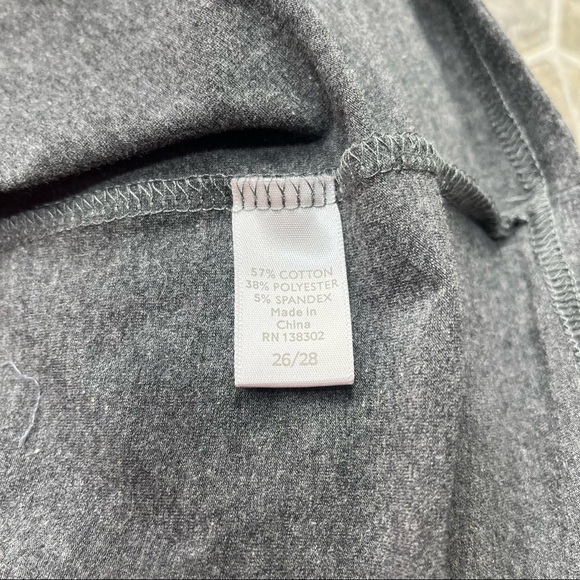 57% COTTON
38% POLYESTER
5% SPANDEX
Made in
China
RN 138302
26/28